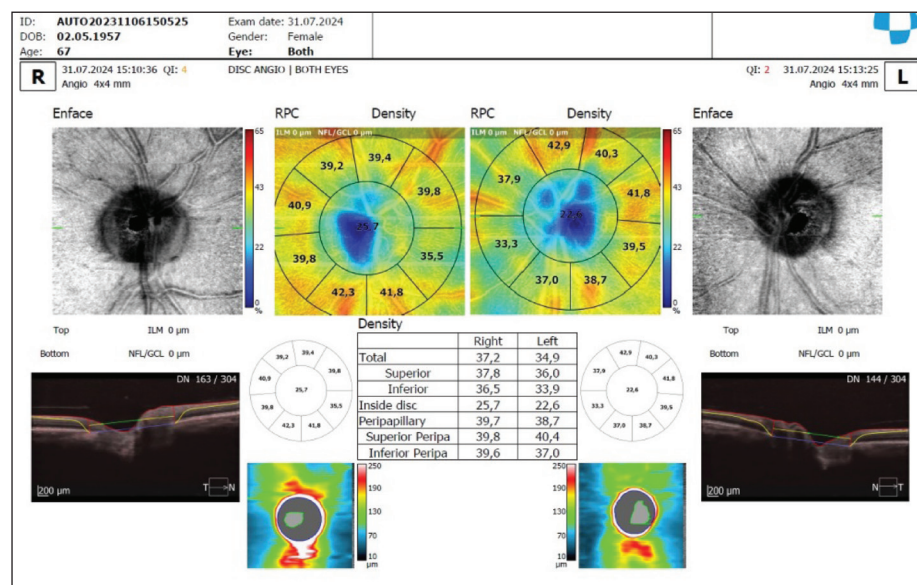 ID: AUTO20231106150525 Exam date: 31.07.2024
DOB: 02.05.1957 Gender: Female
Age: 67 Eye: Both
R 31.07.2024 15:10:36 QI: 4 DISC ANGIO | BOTH EYES QI: 2 31.07.2024 15:13:25 L
Angio 4x4 mm Angio 4x4 mm
Enface RPC Density RPC Density Enface
ILM 0 µm NFL/GCL 0 µm 65 ILM 0 µm NFL/GCL 0 µm 65
39,2 39,4 42,9 40,3
40,9 39,8 37,9 41,8
43 43
25,7 22,6
39,8 35,5 22 33,3 39,5 22
42,3 41,8 37,0 38,7
0 0
% %
Top ILM 0 µm Top ILM 0 µm
Bottom NFL/GCL 0 µm Bottom NFL/GCL 0 µm
Density
Right Left
Total 37,2 34,9
Superior 37,8 36,0
Inferior 36,5 33,9
Inside disc 25,7 22,6
Peripapillary 39,7 38,7
Superior Peripa 39,8 40,4
Inferior Peripa 39,6 37,0
39,2 39,4 42,9 40,3
40,9 39,8 37,9 41,8
25,7 22,6
39,8 35,5 33,3 39,5
42,3 41,8 37,0 38,7
DN 163 / 304 DN 144 / 304
200 µm T N 200 µm N T
250 250
190 190
130 130
70 70
10 10
µm µm